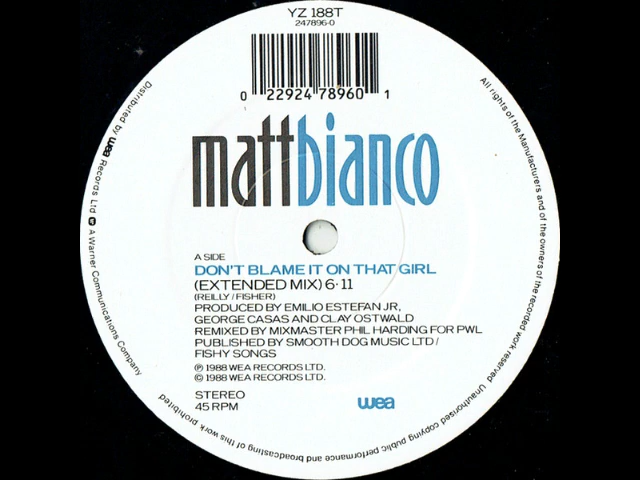 YZ 188T
247896-0
0 22924 78960 1
mattbianco
A SIDE
DON'T BLAME IT ON THAT GIRL
(EXTENDED MIX) 6·11
(REILLY/FISHER)
PRODUCED BY EMILIO ESTEFAN JR,
GEORGE CASAS AND CLAY OSTWALD
REMIXED BY MIXMASTER PHIL HARDING FOR PWL
PUBLISHED BY SMOOTH DOG MUSIC LTD/
FISHY SONGS
℗ 1988 WEA RECORDS LTD.
© 1988 WEA RECORDS LTD.
STEREO
45 RPM
wea
All rights of the Manufacturers and of the owners of the recorded work reserved. Unauthorised copying public performance and broadcasting of this work prohibited
Distributed by wea Records Ltd. A Warner Communications Company